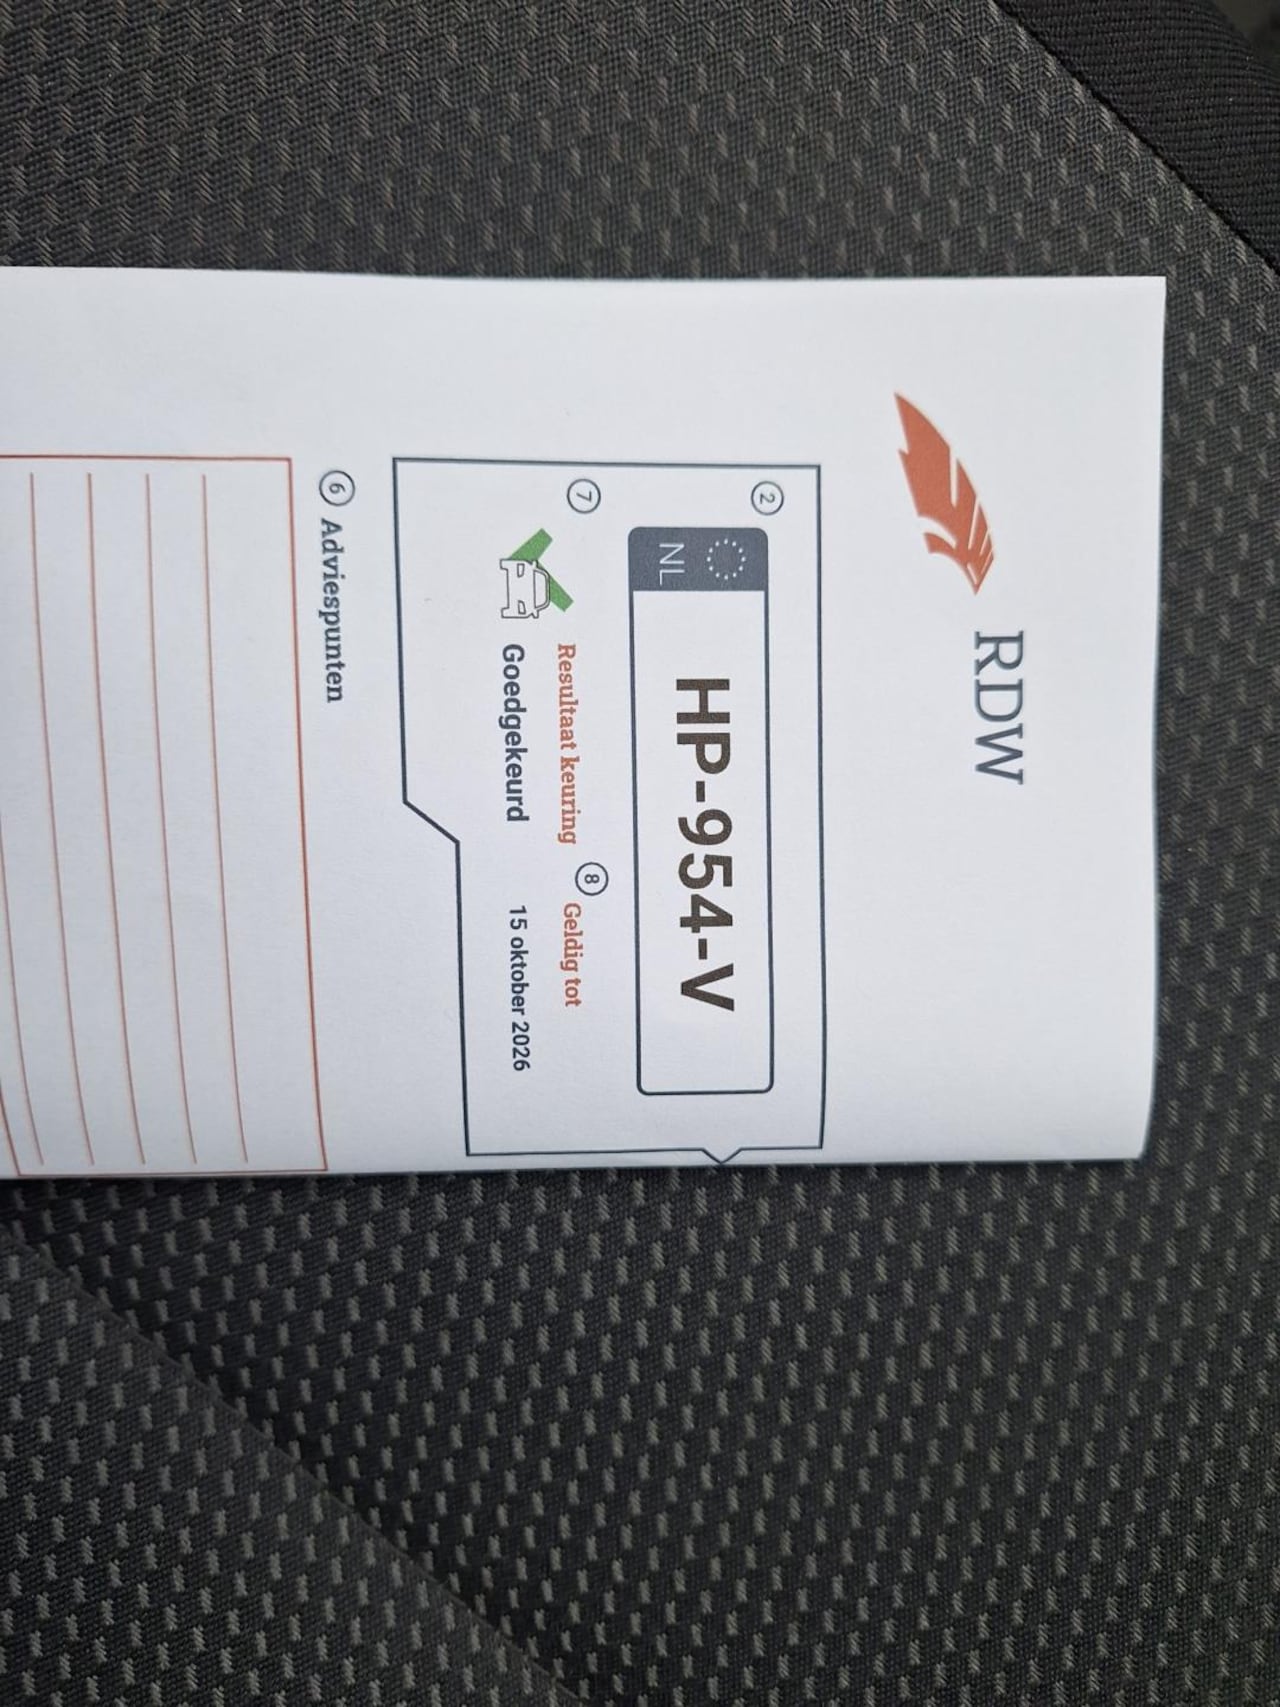 RDW
2
NL HP-954-V
7 Resultaat keuring 8 Geldig tot
Goedgekeurd 15 oktober 2026
6 Adviespunten